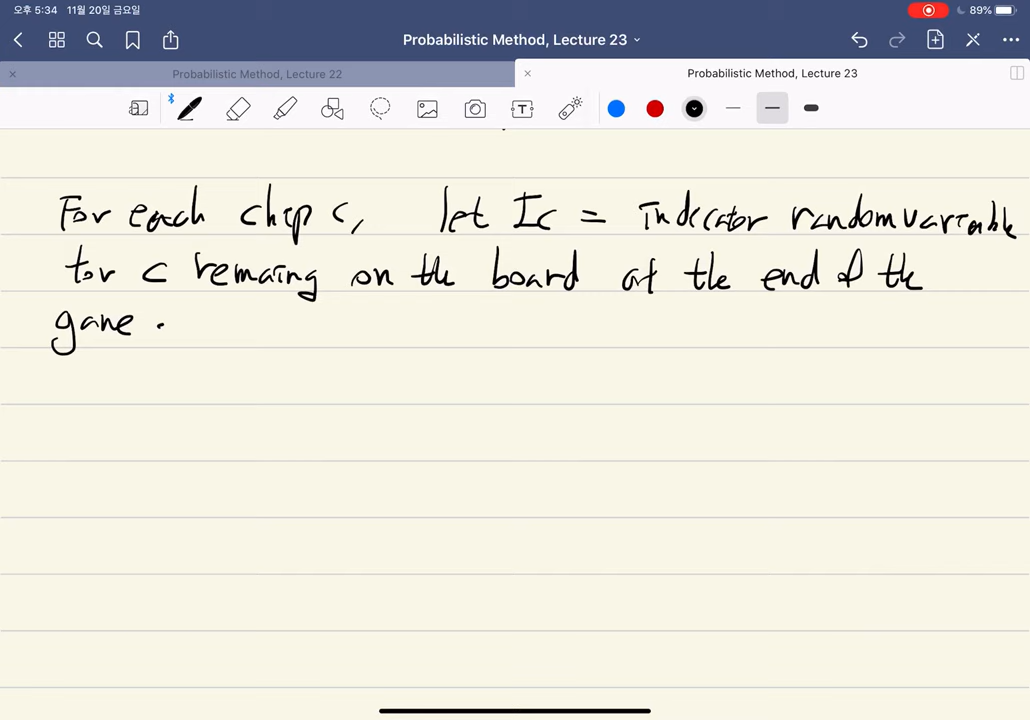 오후 5:34 11월 20일 금요일
89%
Probabilistic Method, Lecture 23
Probabilistic Method, Lecture 22
Probabilistic Method, Lecture 23
For each chip c, let Ic = indicator random variable
for c remaing on the board at the end of the
game.